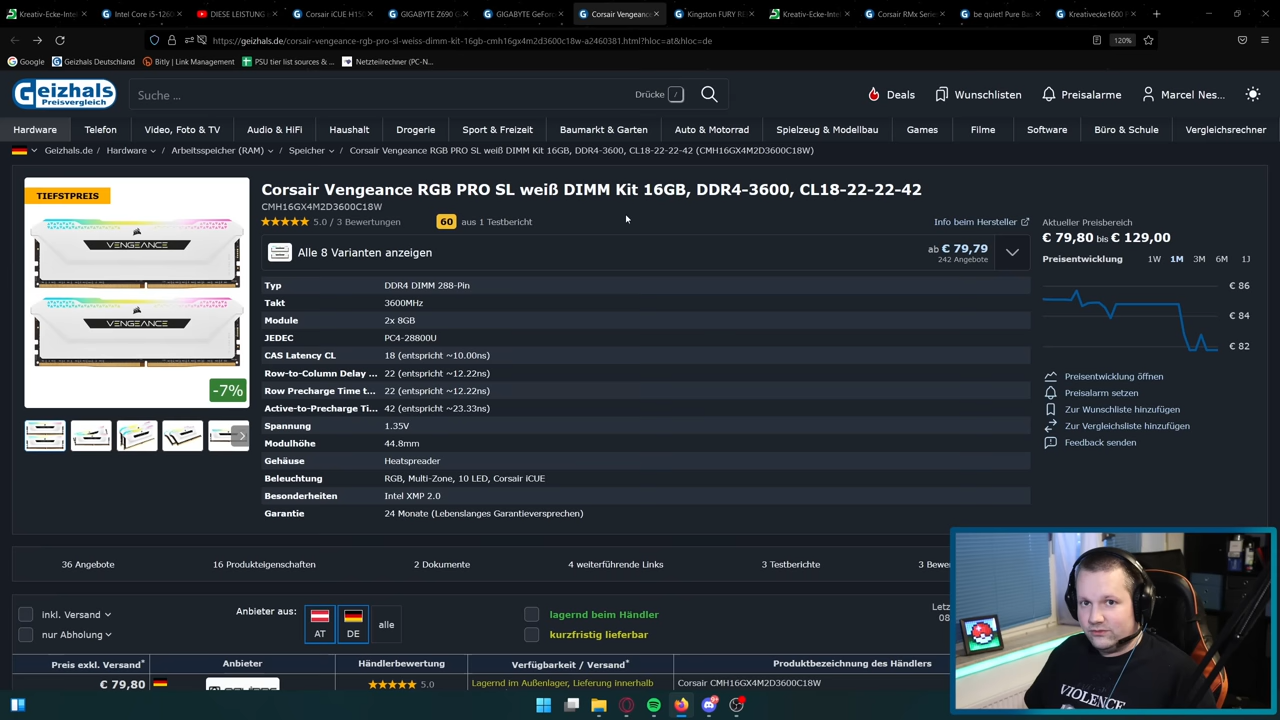 Kreativ-Ecke-Intel
Intel Core i5-1260
DIESE LEISTUNG
Corsair iCUE H150
GIGABYTE Z690 G
GIGABYTE GeForc
Corsair Vengeanc
Kingston FURY RE
Kreativ-Ecke-Inte
Corsair RMx Serie
be quiet! Pure Bas
Kreativecke1600
https://geizhals.de/corsair-vengeance-rgb-pro-sl-weiss-dimm-kit-16gb-cmh16gx4m2d3600c18w-a2460381.html?hloc=at&hloc=de
120%
Google
Geizhals Deutschland
Bitly | Link Management
PSU tier list sources & ...
Netzteilrechner (PC-N...
Geizhals
Preisvergleich
Suche ...
Drücke /
Deals
Wunschlisten
Preisalarme
Marcel Nes...
Hardware
Telefon
Video, Foto & TV
Audio & HiFi
Haushalt
Drogerie
Sport & Freizeit
Baumarkt & Garten
Auto & Motorrad
Spielzeug & Modellbau
Games
Filme
Software
Büro & Schule
Vergleichsrechner
Geizhals.de / Hardware / Arbeitsspeicher (RAM) / Speicher / Corsair Vengeance RGB PRO SL weiß DIMM Kit 16GB, DDR4-3600, CL18-22-22-42 (CMH16GX4M2D3600C18W)
TIEFSTPREIS
VENGEANCE
VENGEANCE
-7%
Corsair Vengeance RGB PRO SL weiß DIMM Kit 16GB, DDR4-3600, CL18-22-22-42
CMH16GX4M2D3600C18W
5.0 / 3 Bewertungen
60 aus 1 Testbericht
Info beim Hersteller
Alle 8 Varianten anzeigen
ab € 79,79
242 Angebote
Typ DDR4 DIMM 288-Pin
Takt 3600MHz
Module 2x 8GB
JEDEC PC4-28800U
CAS Latency CL 18 (entspricht ~10.00ns)
Row-to-Column Delay ... 22 (entspricht ~12.22ns)
Row Precharge Time t... 22 (entspricht ~12.22ns)
Active-to-Precharge Ti... 42 (entspricht ~23.33ns)
Spannung 1.35V
Modulhöhe 44.8mm
Gehäuse Heatspreader
Beleuchtung RGB, Multi-Zone, 10 LED, Corsair iCUE
Besonderheiten Intel XMP 2.0
Garantie 24 Monate (Lebenslanges Garantieversprechen)
Aktueller Preisbereich
€ 79,80 bis € 129,00
Preisentwicklung 1W 1M 3M 6M 1J
€ 86
€ 84
€ 82
Preisentwicklung öffnen
Preisalarm setzen
Zur Wunschliste hinzufügen
Zur Vergleichsliste hinzufügen
Feedback senden
36 Angebote
16 Produkteigenschaften
2 Dokumente
4 weiterführende Links
3 Testberichte
3 Bewer
inkl. Versand
nur Abholung
Anbieter aus:
AT
DE
alle
lagernd beim Händler
kurzfristig lieferbar
Letz
08
Preis exkl. Versand*
Anbieter
Händlerbewertung
Verfügbarkeit / Versand*
Produktbezeichnung des Händlers
€ 79,80
5.0
Lagernd im Außenlager, Lieferung innerhalb
Corsair CMH16GX4M2D3600C18W
VIOLENCE